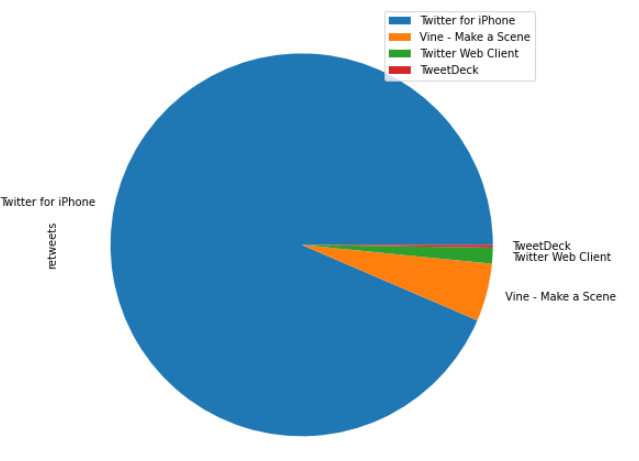 Twitter for iPhone
Vine - Make a Scene
Twitter Web Client
TweetDeck
Twitter for iPhone
retweets
TweetDeck
Twitter Web Client
Vine - Make a Scene